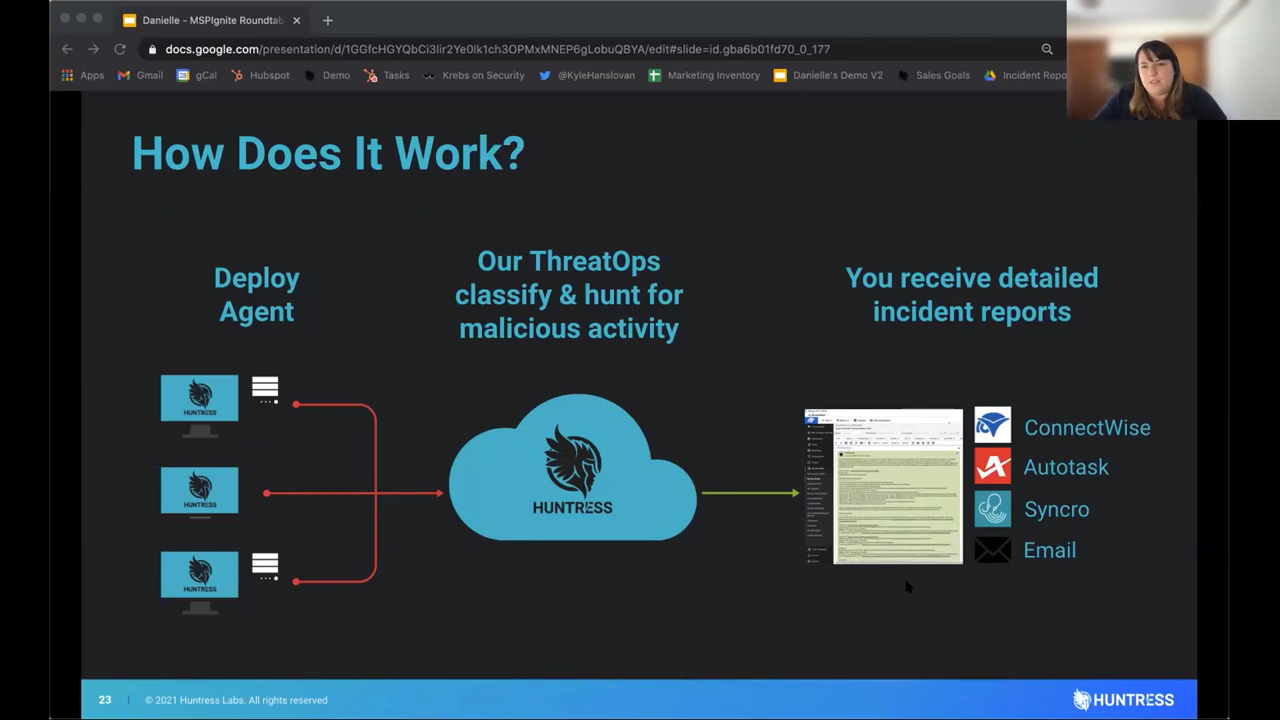 Danielle - MSPIgnite Roundtab
docs.google.com/presentation/d/1GGfcHGYQbCi3lir2Ye0lk1ch3OPMxMNEP6gLobuQBYA/edit#slide=id.gba6b01fd70_0_177
Apps Gmail gCal Hubspot Demo Tasks Krebs on Security @KyleHanslovan Marketing Inventory Danielle's Demo V2 Sales Goals Incident Repo
How Does It Work?
Deploy
Agent
Our ThreatOps
classify & hunt for
malicious activity
You receive detailed
incident reports
HUNTRESS
HUNTRESS
HUNTRESS
HUNTRESS
ConnectWise
Autotask
Syncro
Email
23 | © 2021 Huntress Labs. All rights reserved
HUNTRESS